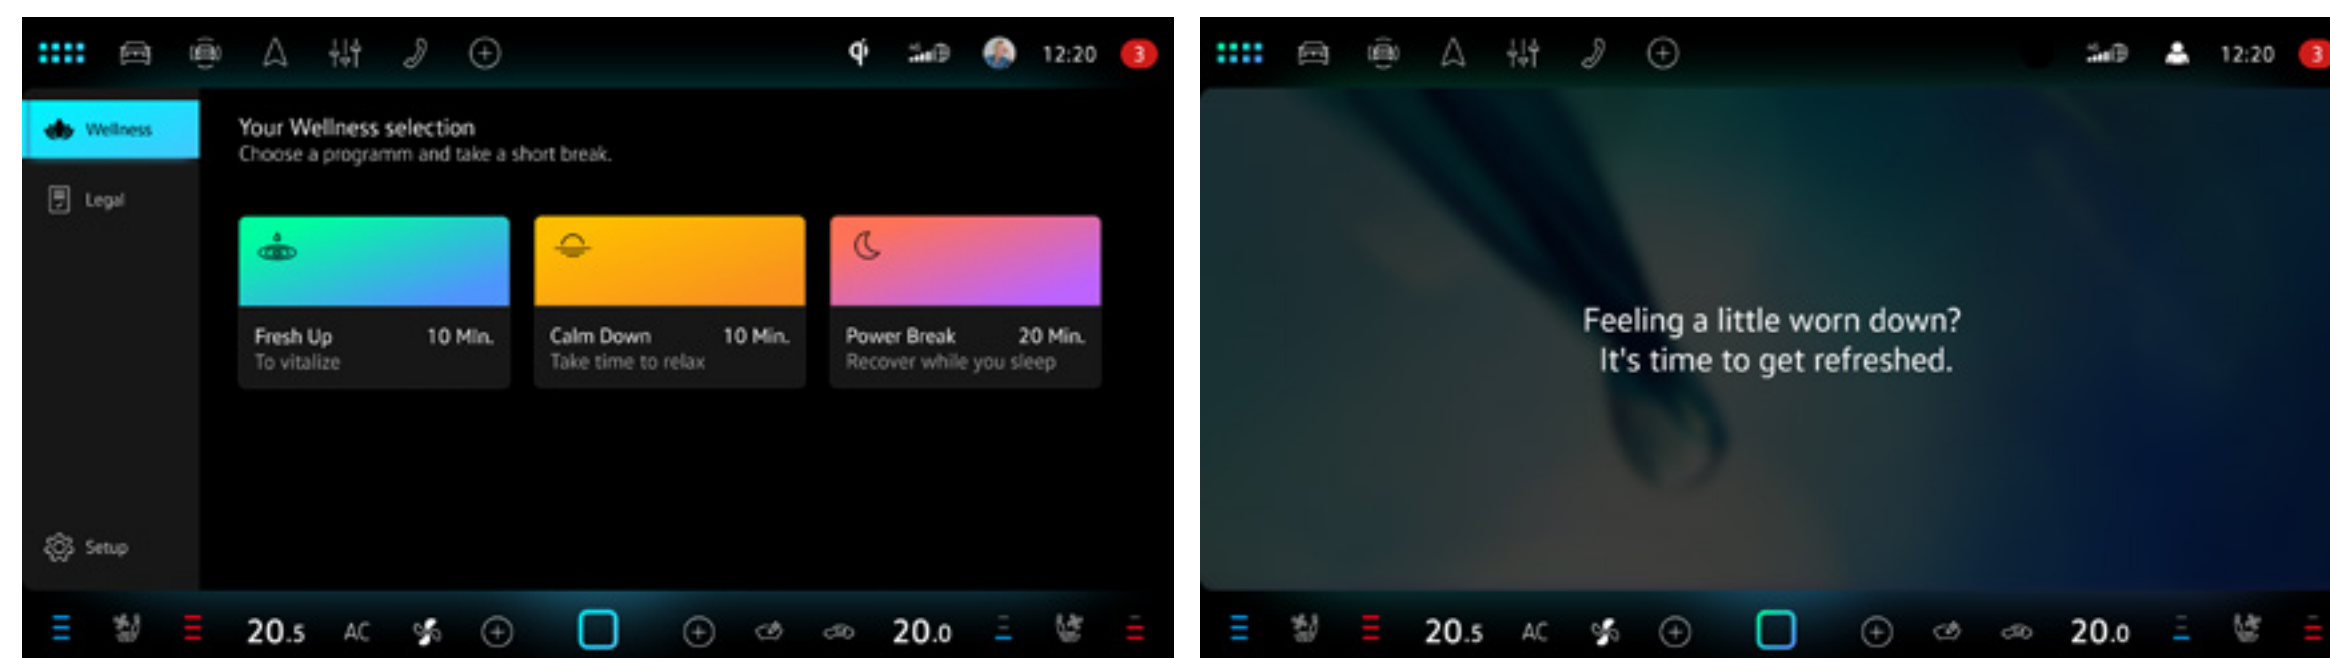 12:20
3
Wellness
Legal
Setup
Your Wellness selection
Choose a programm and take a short break.
Fresh Up 10 Min.
To vitalize
Calm Down 10 Min.
Take time to relax
Power Break 20 Min.
Recover while you sleep
20.5 AC 20.0
12:20
3
Feeling a little worn down?
It's time to get refreshed.
20.5 AC 20.0